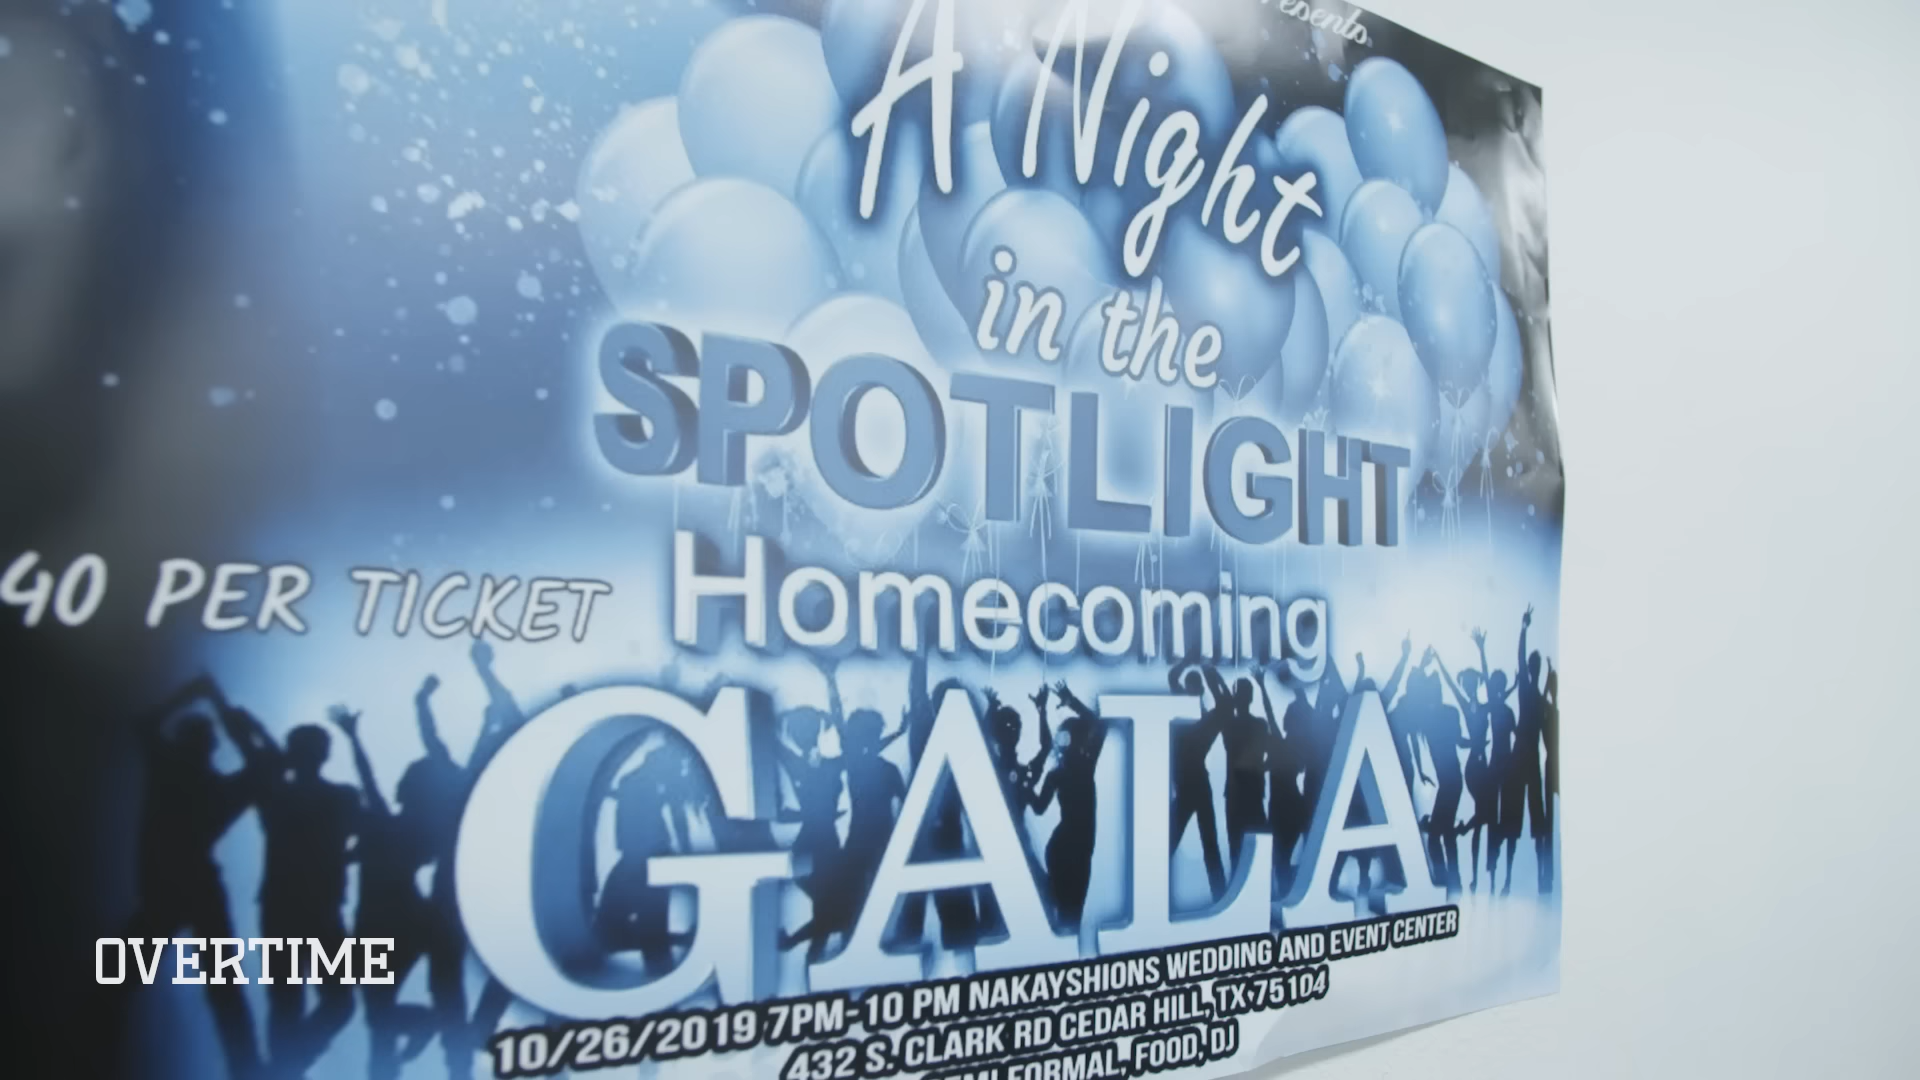 A Night
in the
SPOTLIGHT
40 PER TICKET
Homecoming
GALA
10/26/2019 7PM-10 PM NAKAYSHIONS WEDDING AND EVENT CENTER
432 S. CLARK RD CEDAR HILL, TX 75104
FORMAL, FOOD, DJ
OVERTIME